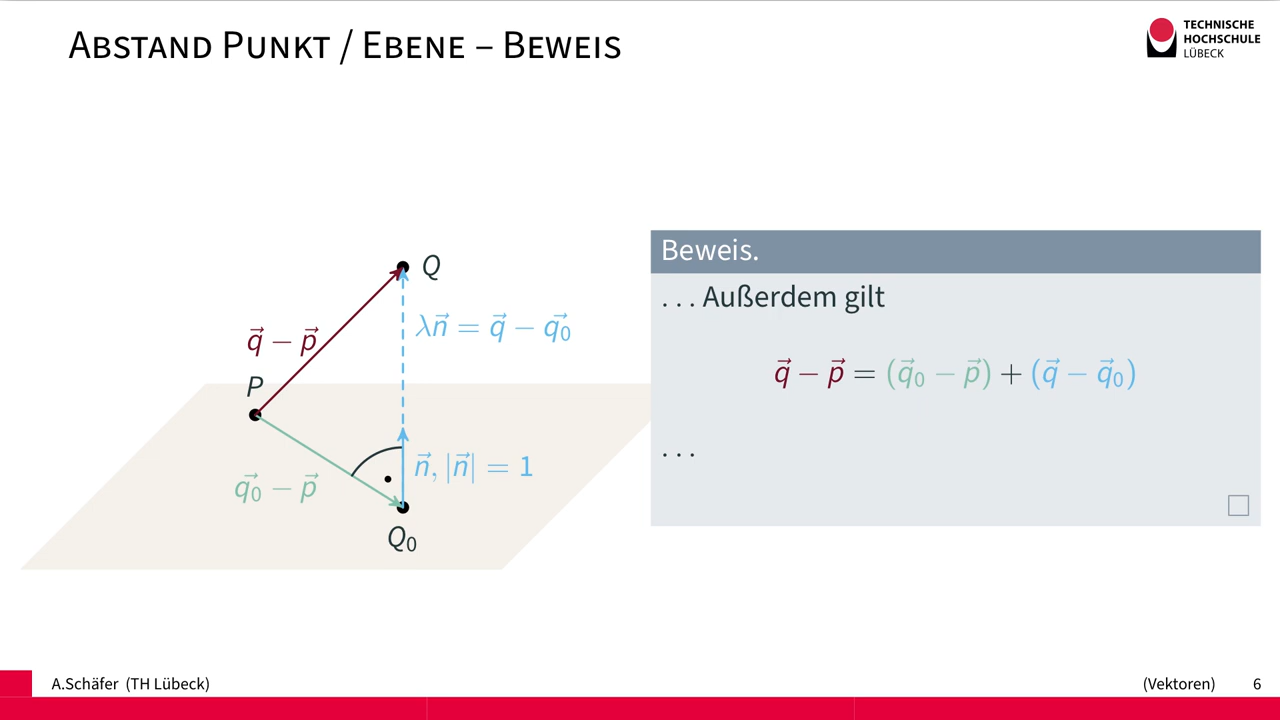 Abstand Punkt / Ebene – Beweis
TECHNISCHE
HOCHSCHULE
LÜBECK
Q
λn⃗ = q⃗ − q⃗₀
q⃗ − p⃗
P
n⃗, |n⃗| = 1
q⃗₀ − p⃗
Q₀
Beweis.
. . . Außerdem gilt
q⃗ − p⃗ = (q⃗₀ − p⃗) + (q⃗ − q⃗₀)
. . .
□
A.Schäfer (TH Lübeck)
(Vektoren) 6